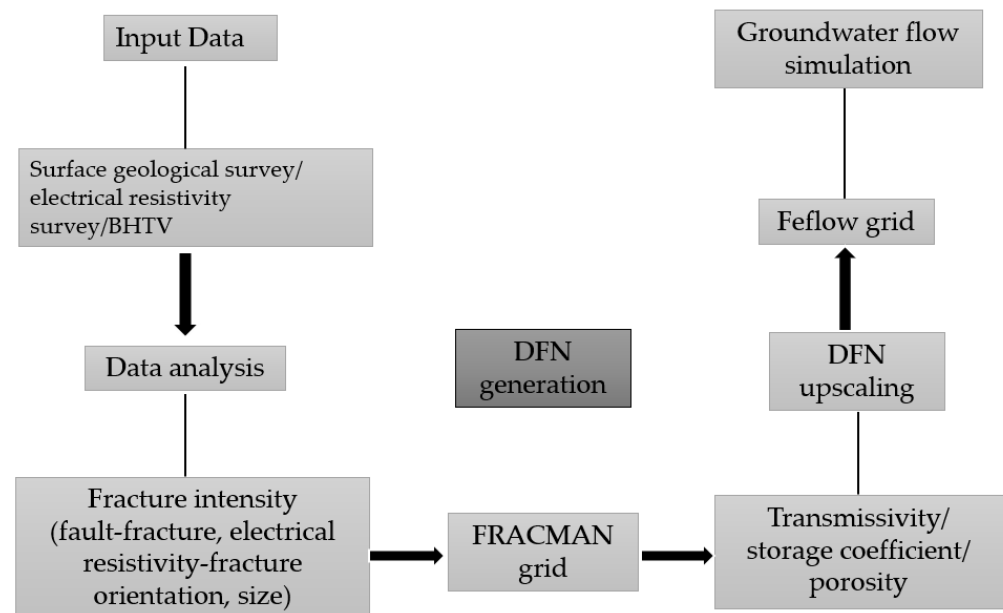 Input Data
Surface geological survey/
electrical resistivity
survey/BHTV
Data analysis
Fracture intensity
(fault-fracture, electrical
resistivity-fracture
orientation, size)
DFN
generation
FRACMAN
grid
Groundwater flow
simulation
Feflow grid
DFN
upscaling
Transmissivity/
storage coefficient/
porosity